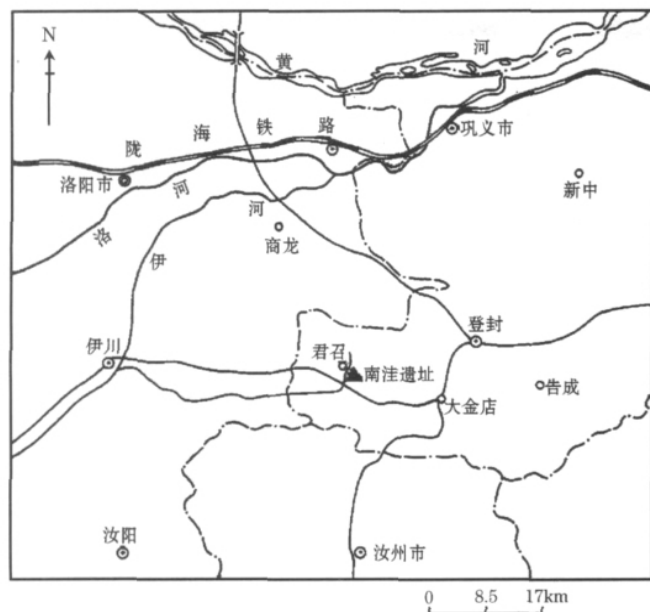 N
黄河
陇海铁路
巩义市
洛阳市
新中
洛河
伊河
商龙
登封
伊川
君召
南洼遗址
大金店
告成
汝阳
汝州市
0 8.5 17km